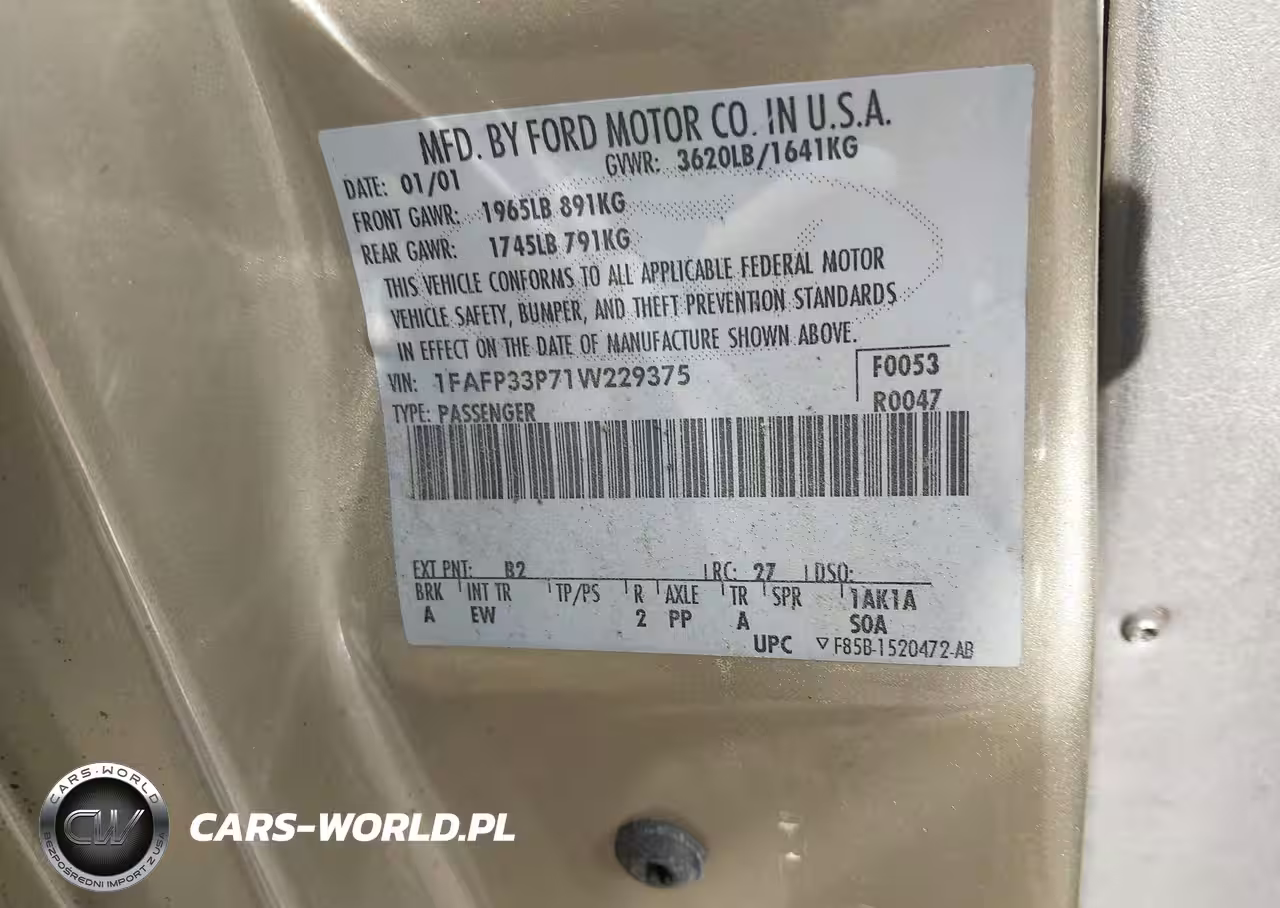 MFD. BY FORD MOTOR CO. IN U.S.A.
DATE: 01/01 GVWR: 3620LB/1641KG
FRONT GAWR: 1965LB 891KG
REAR GAWR: 1745LB 791KG
THIS VEHICLE CONFORMS TO ALL APPLICABLE FEDERAL MOTOR
VEHICLE SAFETY, BUMPER, AND THEFT PREVENTION STANDARDS
IN EFFECT ON THE DATE OF MANUFACTURE SHOWN ABOVE.
VIN: 1FAFP33P71W229375 F0053
TYPE: PASSENGER R0047
EXT PNT: B2 RC: 27 DSO:
BRK INT TR TP/PS R AXLE TR SPR 1AK1A
A EW 2 PP A SOA
UPC ▽F85B-1520472-AB
CARS-WORLD
CW
BEZPOŚREDNI IMPORT Z USA
CARS-WORLD.PL